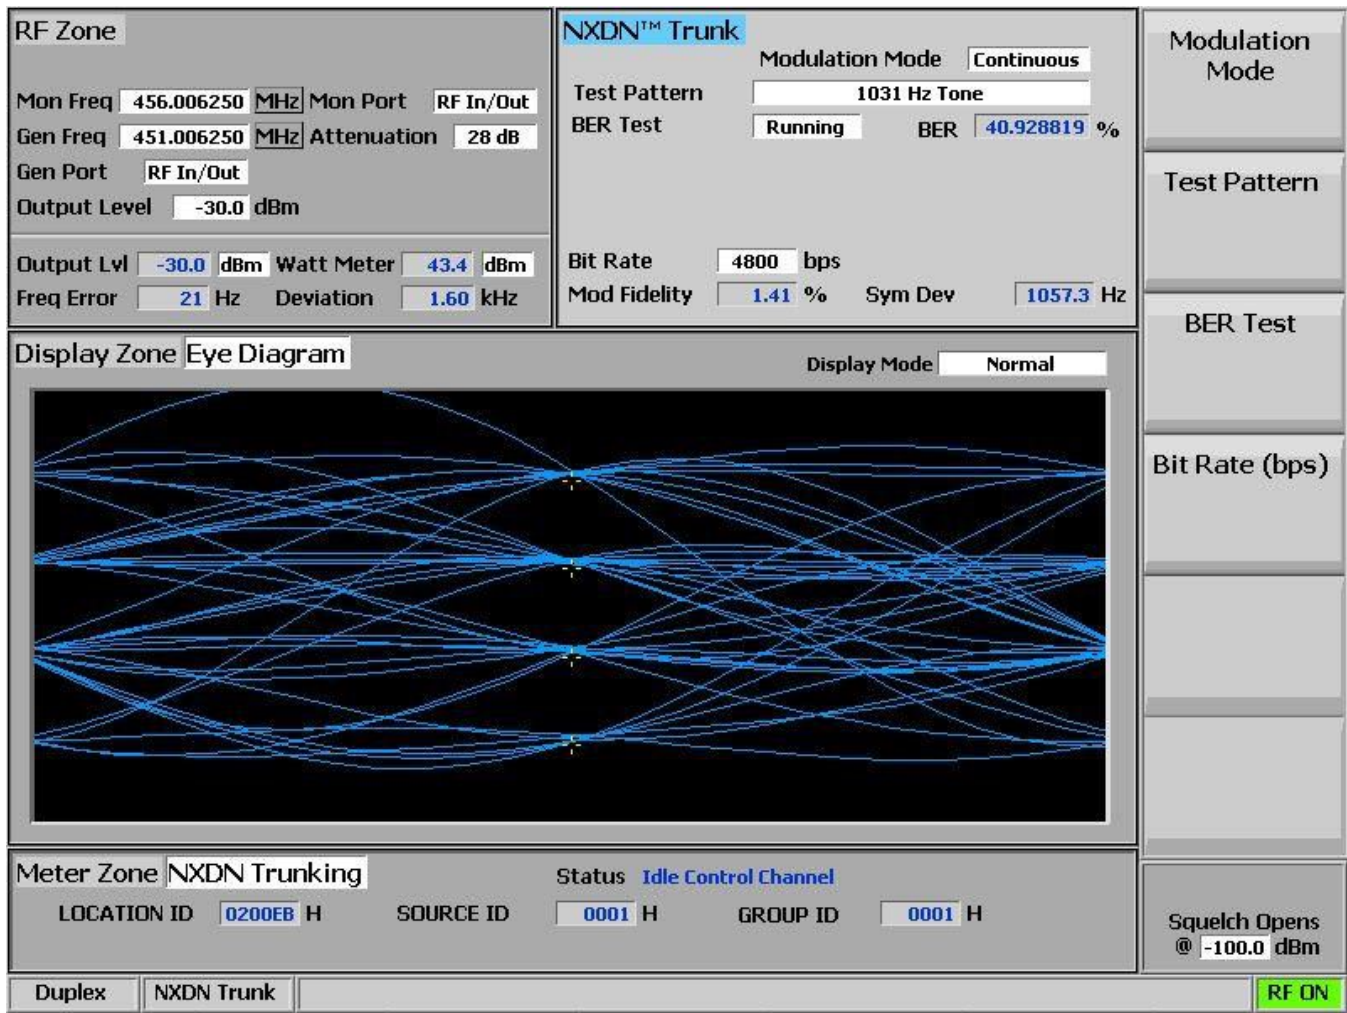 RF Zone
Mon Freq 456.006250 MHz Mon Port RF In/Out
Gen Freq 451.006250 MHz Attenuation 28 dB
Gen Port RF In/Out
Output Level -30.0 dBm
Output Lvl -30.0 dBm Watt Meter 43.4 dBm
Freq Error 21 Hz Deviation 1.60 kHz
NXDN™ Trunk
Modulation Mode Continuous
Test Pattern 1031 Hz Tone
BER Test Running BER 40.928819 %
Bit Rate 4800 bps
Mod Fidelity 1.41 % Sym Dev 1057.3 Hz
Display Zone Eye Diagram
Display Mode Normal
Meter Zone NXDN Trunking
Status Idle Control Channel
LOCATION ID 0200EB H SOURCE ID 0001 H GROUP ID 0001 H
Modulation
Mode
Test Pattern
BER Test
Bit Rate (bps)
Squelch Opens
@ -100.0 dBm
Duplex NXDN Trunk RF ON